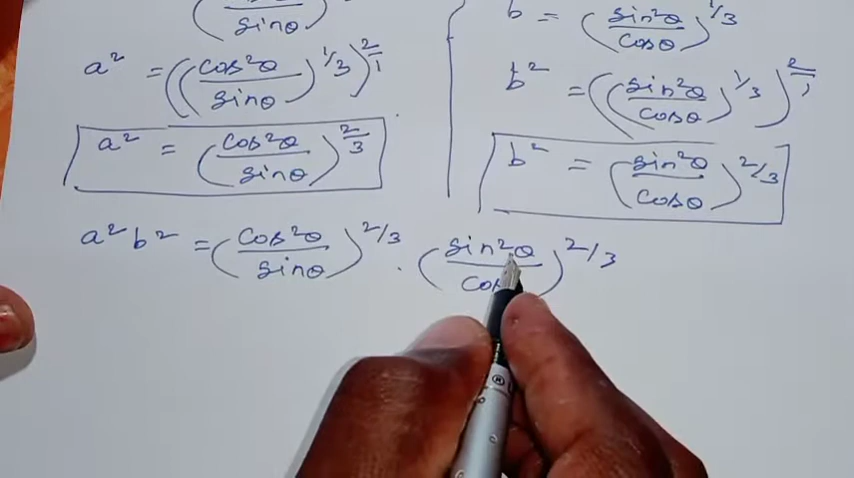 sinθ
a² = ((cos²θ / sinθ)^1/3)^2/1
a² = (cos²θ / sinθ)^2/3
b = (sin²θ / cosθ)^1/3
b² = ((sin²θ / cosθ)^1/3)^2/1
b² = (sin²θ / cosθ)^2/3
a²b² = (cos²θ / sinθ)^2/3 . (sin²θ / cos)^2/3